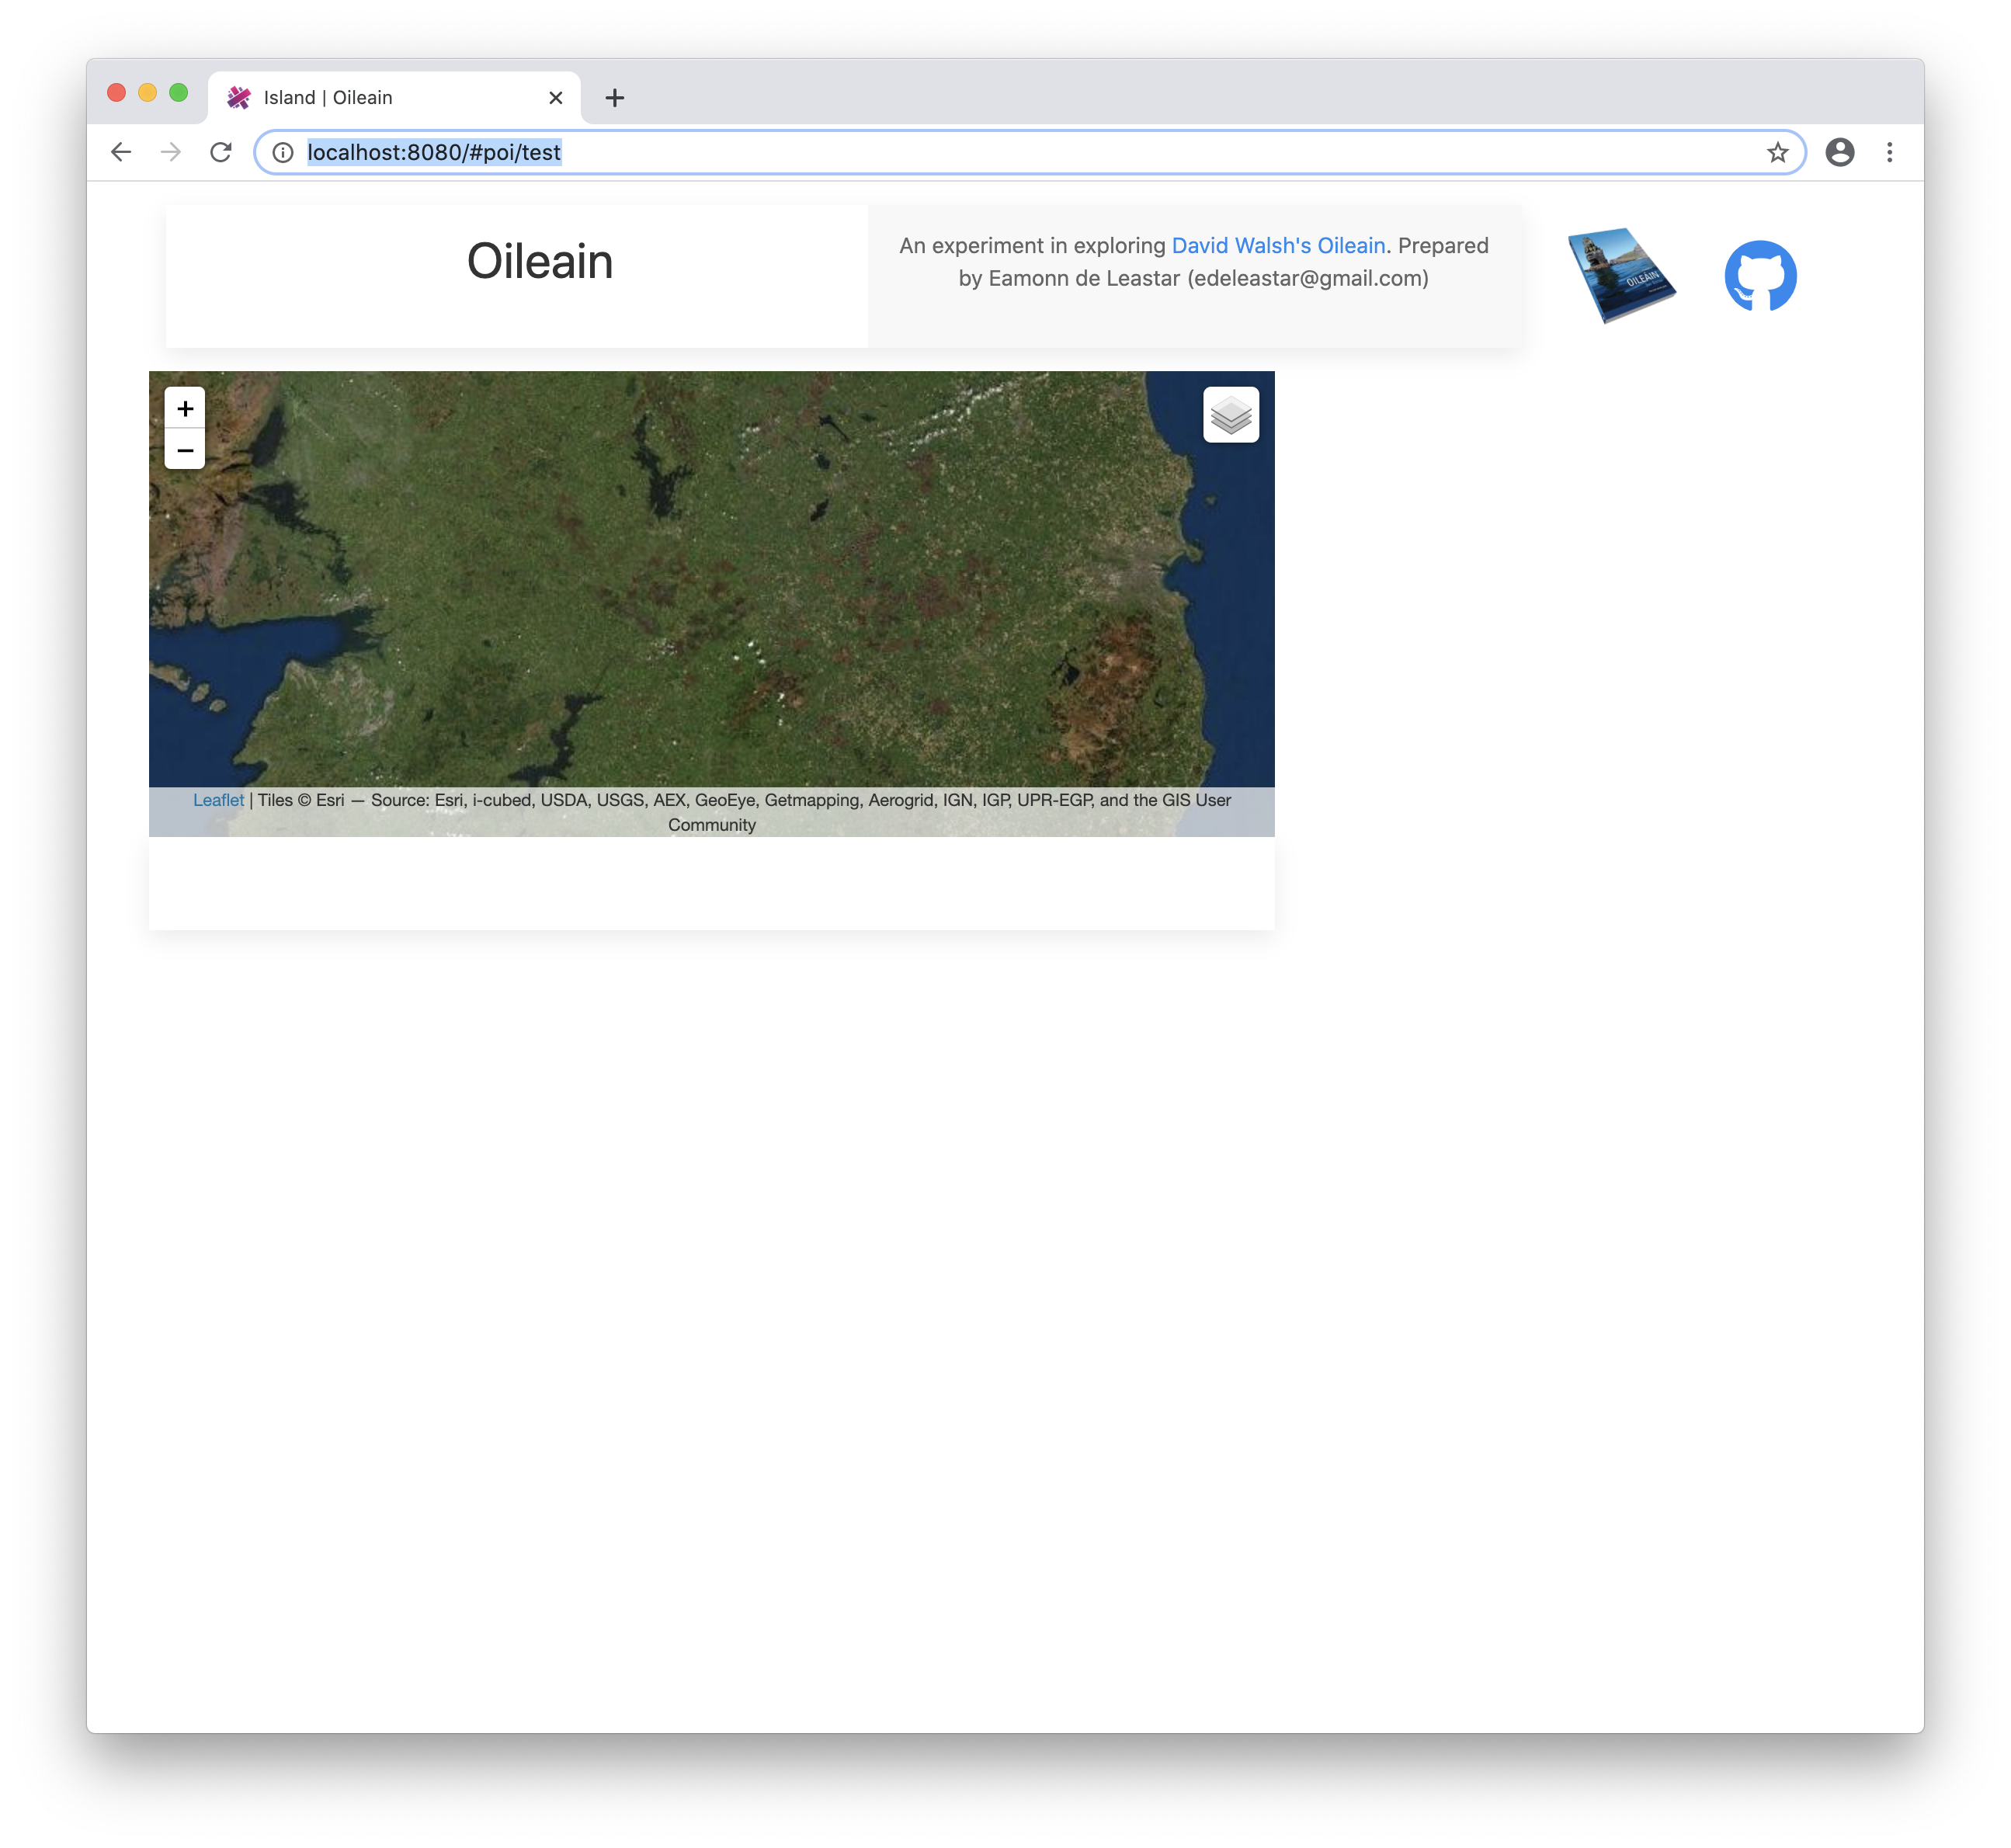 Island | Oileain
localhost:8080/#poi/test
Oileain
An experiment in exploring David Walsh's Oileain. Prepared
by Eamonn de Leastar (edeleastar@gmail.com)
OILEÁIN
+
−
Leaflet | Tiles © Esri — Source: Esri, i-cubed, USDA, USGS, AEX, GeoEye, Getmapping, Aerogrid, IGN, IGP, UPR-EGP, and the GIS User
Community